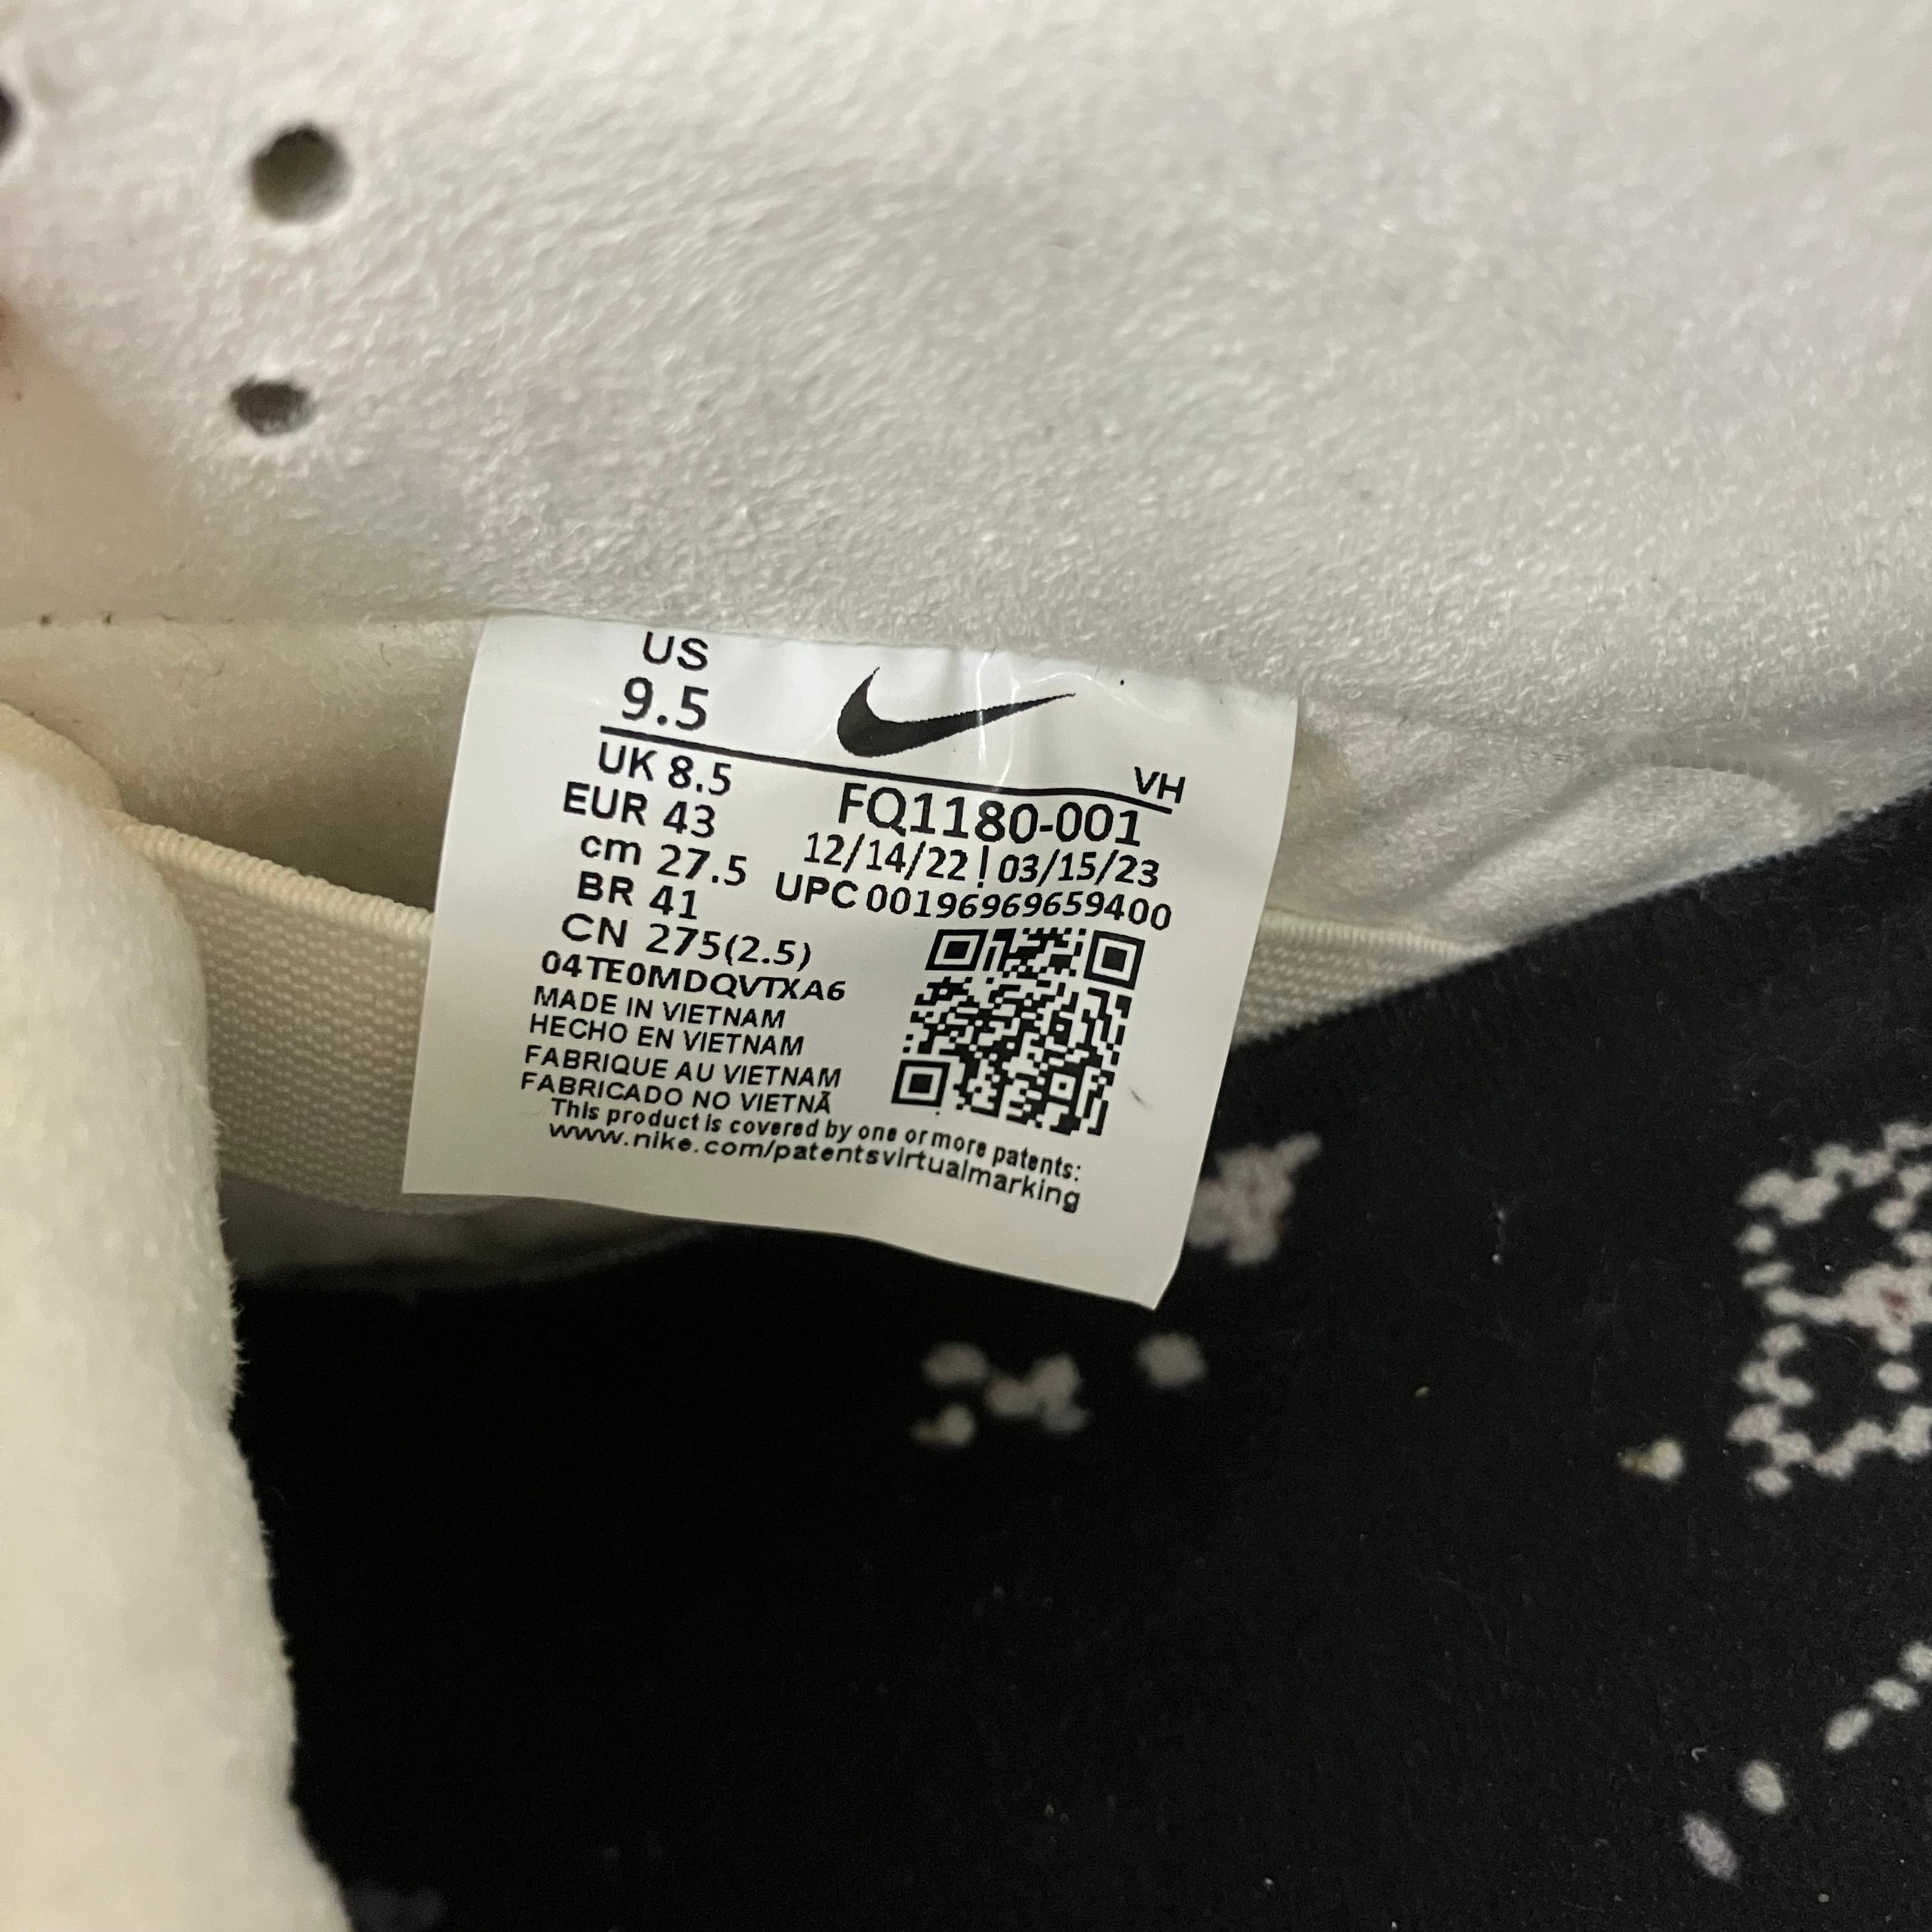 US
9.5
VH
UK 8.5
EUR 43
cm 27.5
BR 41
CN 275(2.5)
FQ1180-001
12/14/22 | 03/15/23
UPC 00196969659400
04TE0MDQVTXA6
MADE IN VIETNAM
HECHO EN VIETNAM
FABRIQUE AU VIETNAM
FABRICADO NO VIETNÃ
This product is covered by one or more patents:
www.nike.com/patentsvirtualmarking